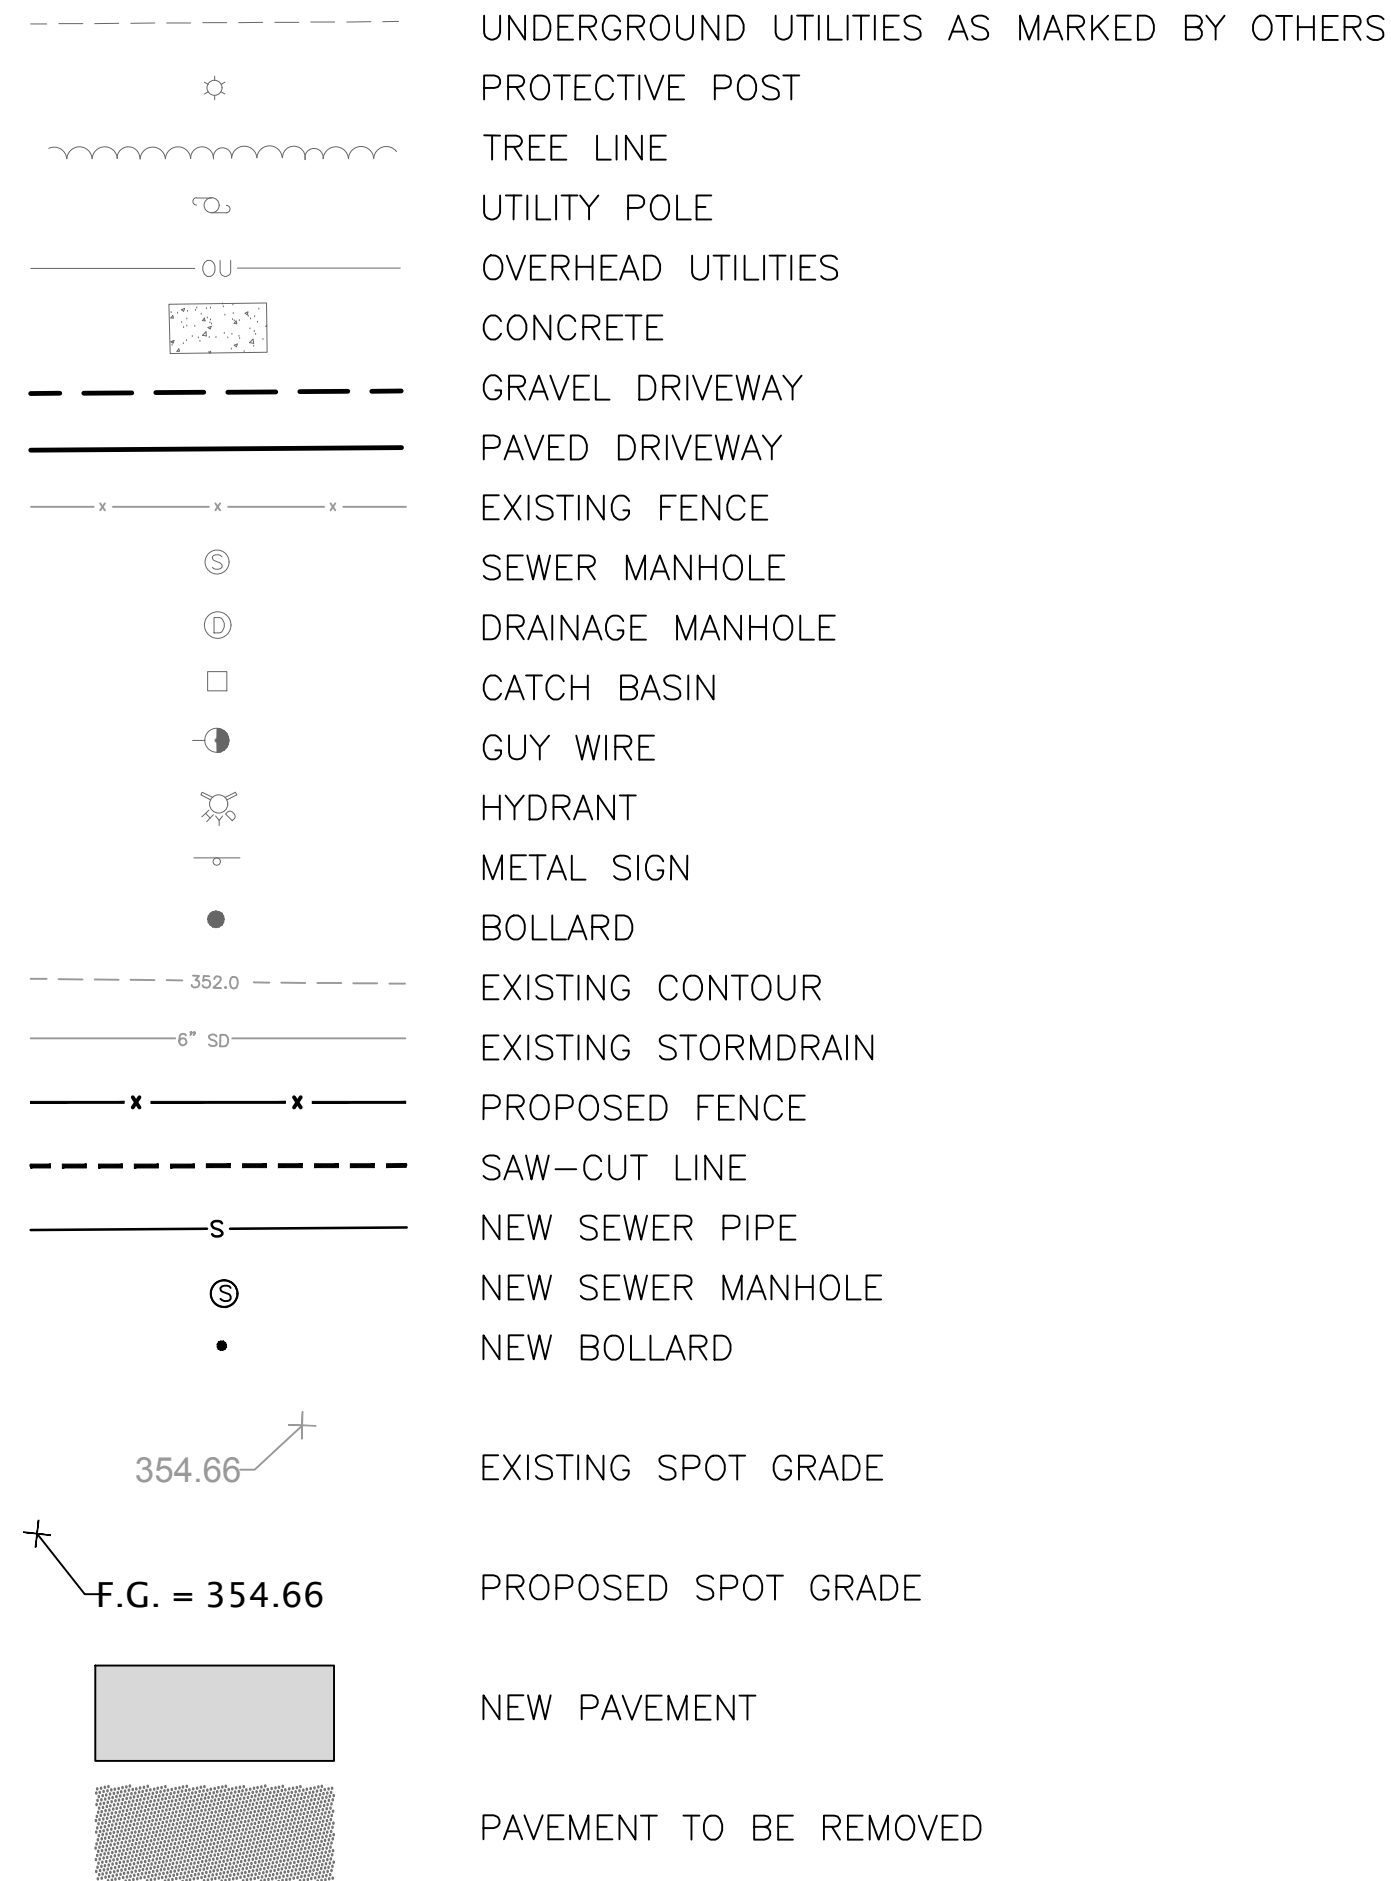 UNDERGROUND UTILITIES AS MARKED BY OTHERS
PROTECTIVE POST
TREE LINE
UTILITY POLE
OU OVERHEAD UTILITIES
CONCRETE
GRAVEL DRIVEWAY
PAVED DRIVEWAY
x x x EXISTING FENCE
S SEWER MANHOLE
D DRAINAGE MANHOLE
CATCH BASIN
GUY WIRE
HYD HYDRANT
METAL SIGN
BOLLARD
352.0 EXISTING CONTOUR
6" SD EXISTING STORMDRAIN
x x PROPOSED FENCE
SAW-CUT LINE
S NEW SEWER PIPE
S NEW SEWER MANHOLE
NEW BOLLARD
354.66 EXISTING SPOT GRADE
F.G. = 354.66 PROPOSED SPOT GRADE
NEW PAVEMENT
PAVEMENT TO BE REMOVED